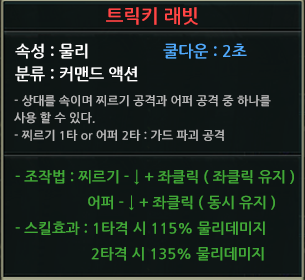 트릭키 래빗
속성 : 물리 쿨다운 : 2초
분류 : 커맨드 액션
- 상대를 속이며 찌르기 공격과 어퍼 공격 중 하나를
사용 할 수 있다.
- 찌르기 1타 or 어퍼 2타 : 가드 파괴 공격
- 조작법 : 찌르기 - ↓ + 좌클릭 ( 좌클릭 유지 )
어퍼 - ↓ + 좌클릭 ( 동시 유지 )
- 스킬효과 : 1타격 시 115% 물리데미지
2타격 시 135% 물리데미지